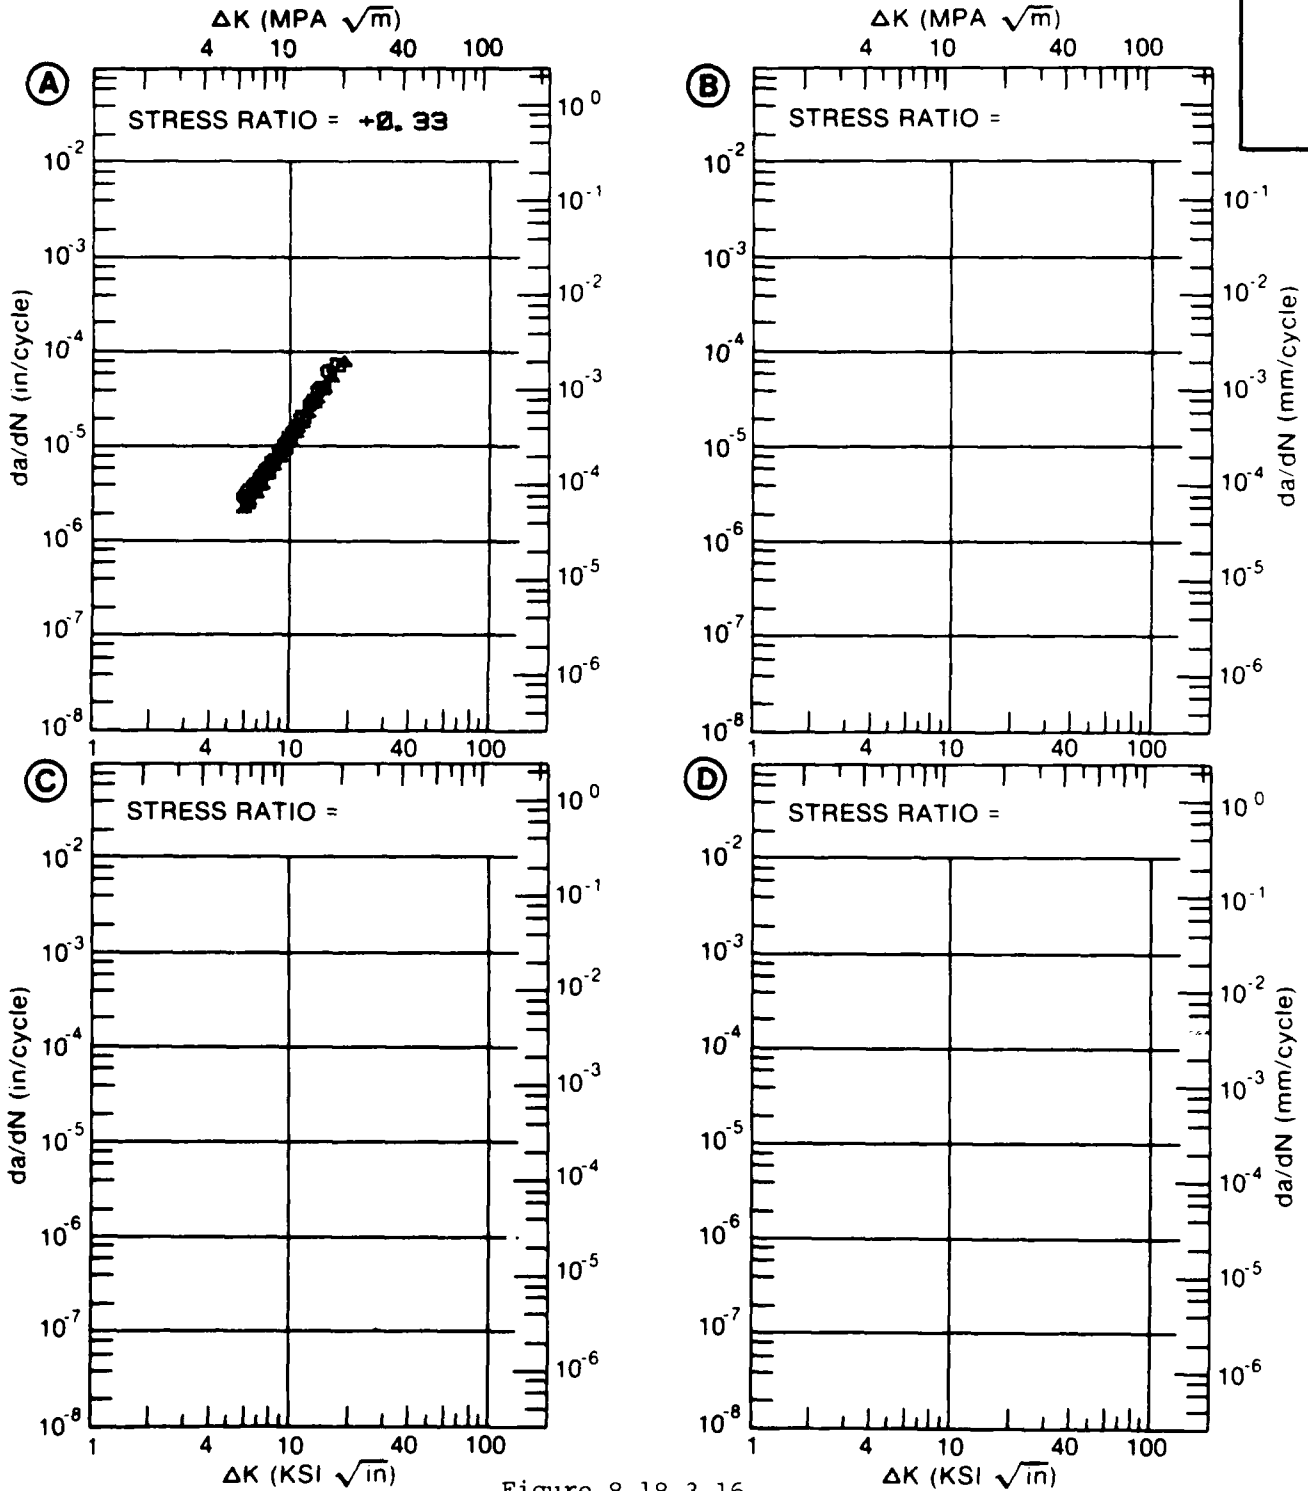 ΔK (MPA √m)
4 10 40 100
ΔK (MPA √m)
4 10 40 100
A
STRESS RATIO = +0.33
10^0
10^-1
10^-2
10^-3
10^-4
10^-5
10^-6
10^-2
10^-3
10^-4
10^-5
10^-6
10^-7
10^-8
da/dN (in/cycle)
1 4 10 40 100
B
STRESS RATIO =
10^-2
10^-3
10^-4
10^-5
10^-6
10^-7
10^-8
10^-1
10^-2
10^-3
10^-4
10^-5
10^-6
da/dN (mm/cycle)
1 4 10 40 100
C
STRESS RATIO =
10^0
10^-1
10^-2
10^-3
10^-4
10^-5
10^-6
10^-2
10^-3
10^-4
10^-5
10^-6
10^-7
10^-8
da/dN (in/cycle)
1 4 10 40 100
ΔK (KSI √in)
D
STRESS RATIO =
10^0
10^-1
10^-2
10^-3
10^-4
10^-5
10^-6
10^-2
10^-3
10^-4
10^-5
10^-6
10^-7
10^-8
da/dN (mm/cycle)
1 4 10 40 100
ΔK (KSI √in)
Figure 8.18.3.16